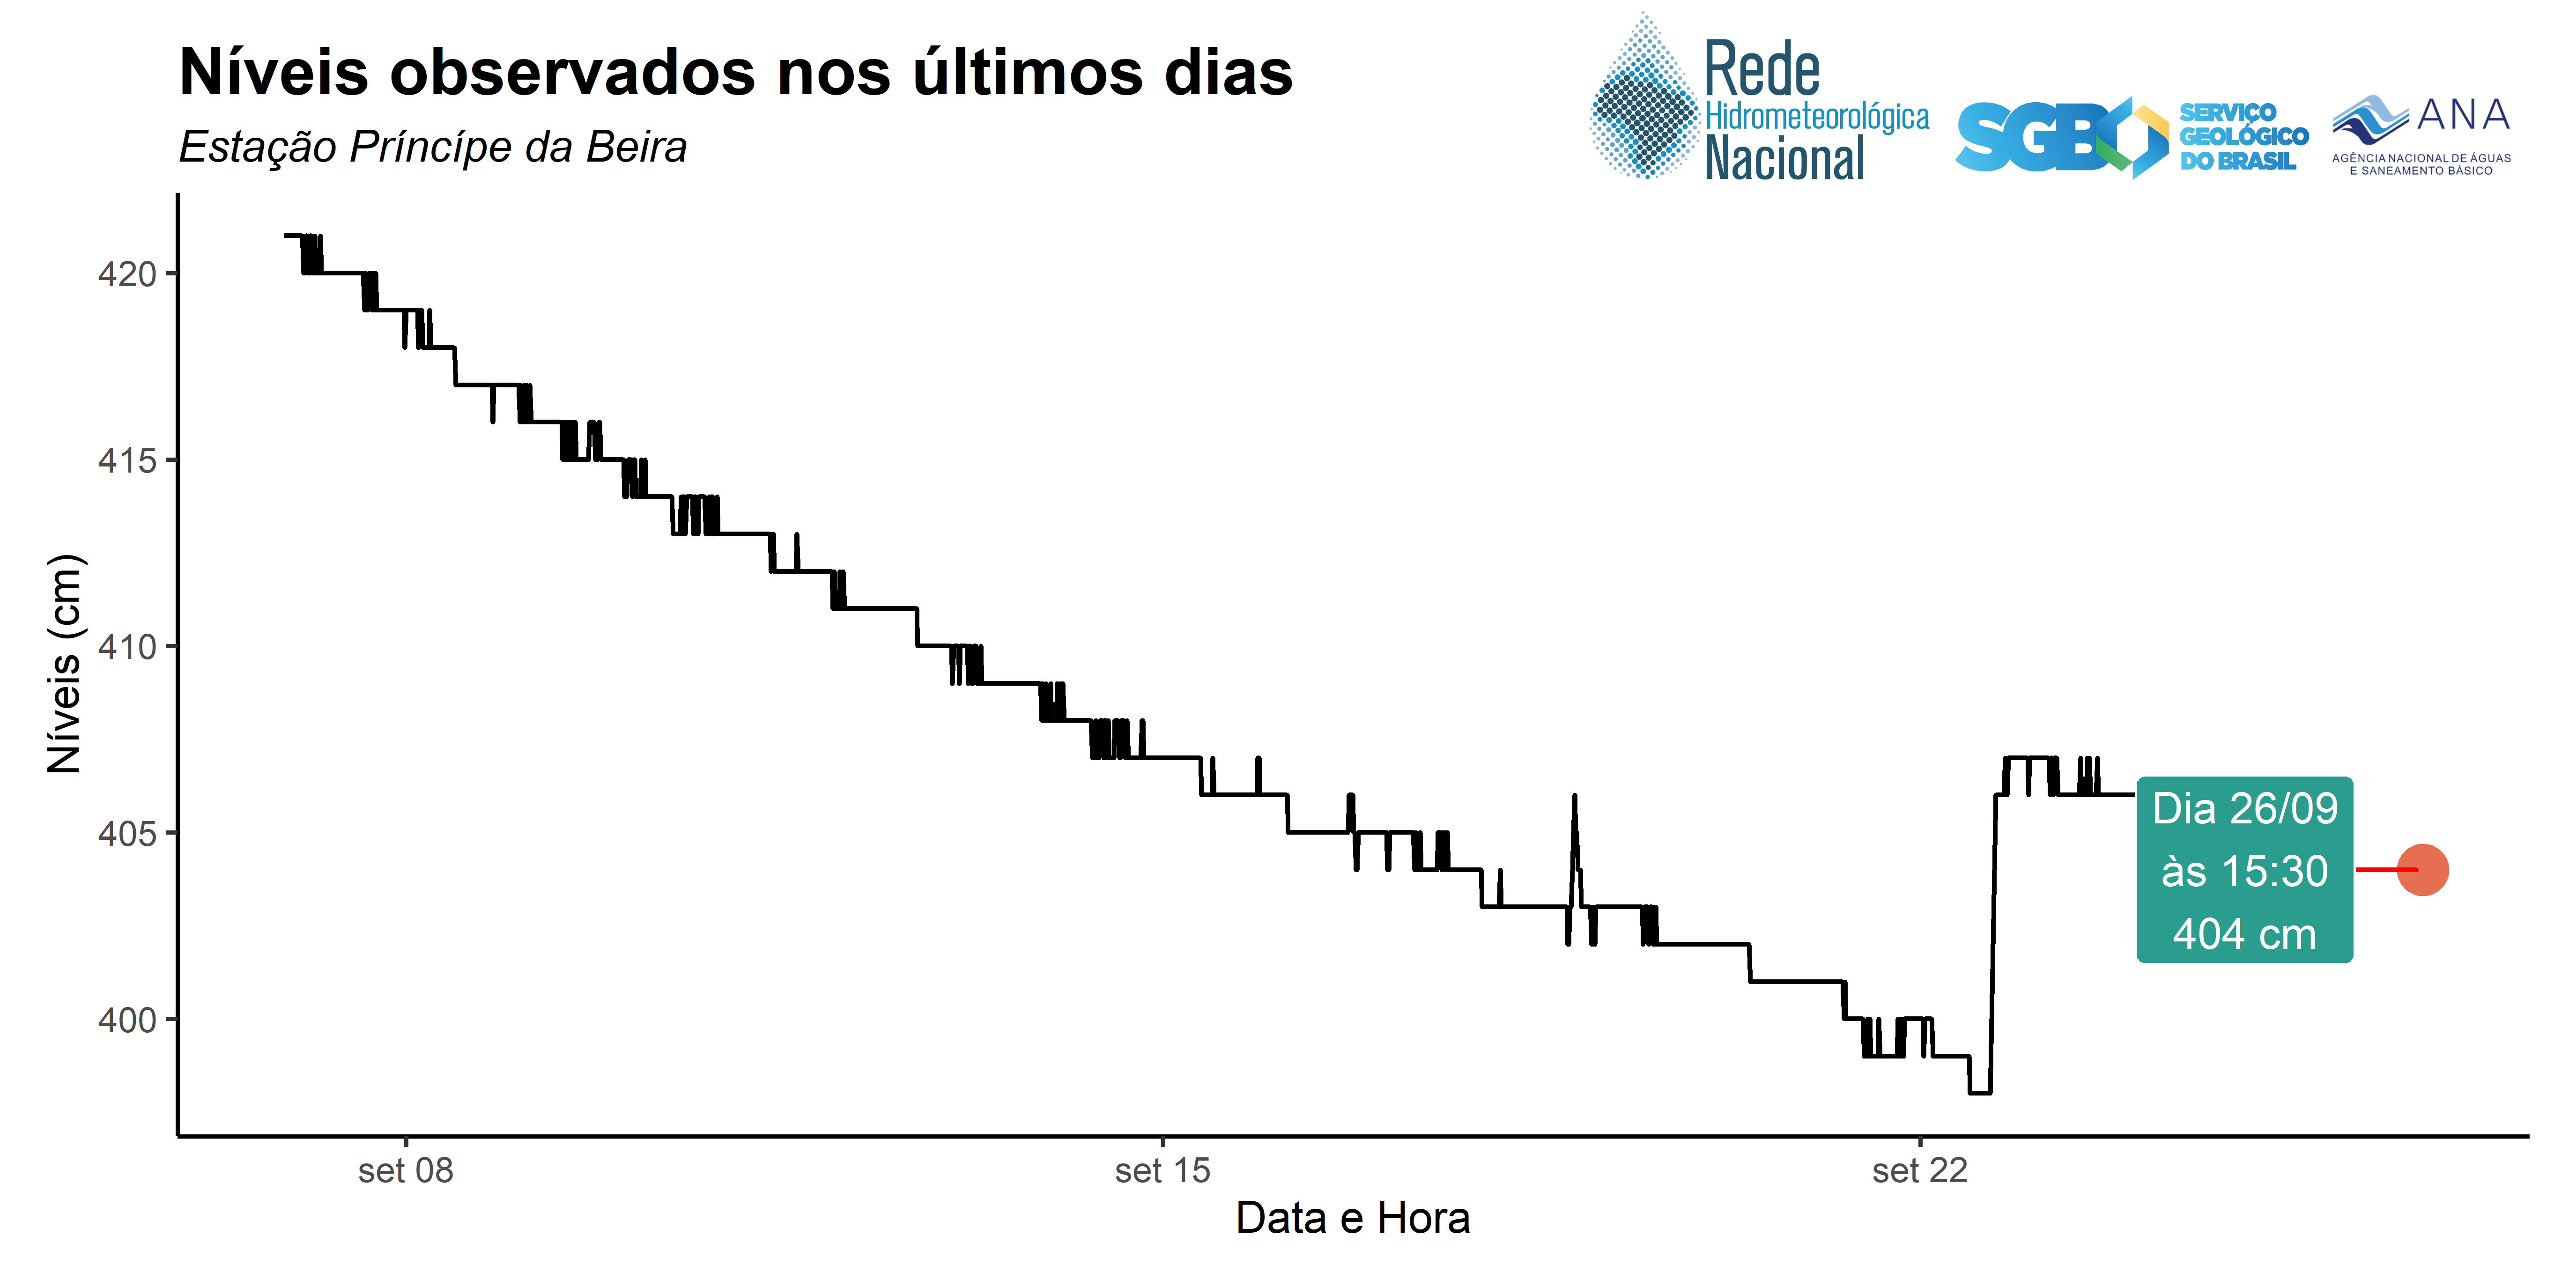 Níveis observados nos últimos dias
Estação Príncípe da Beira
Rede
Hidrometeorológica
Nacional
SGB
SERVIÇO
GEOLÓGICO
DO BRASIL
ANA
AGÊNCIA NACIONAL DE ÁGUAS
E SANEAMENTO BÁSICO
Níveis (cm)
420
415
410
405
400
Dia 26/09
às 15:30
404 cm
set 08
set 15
set 22
Data e Hora